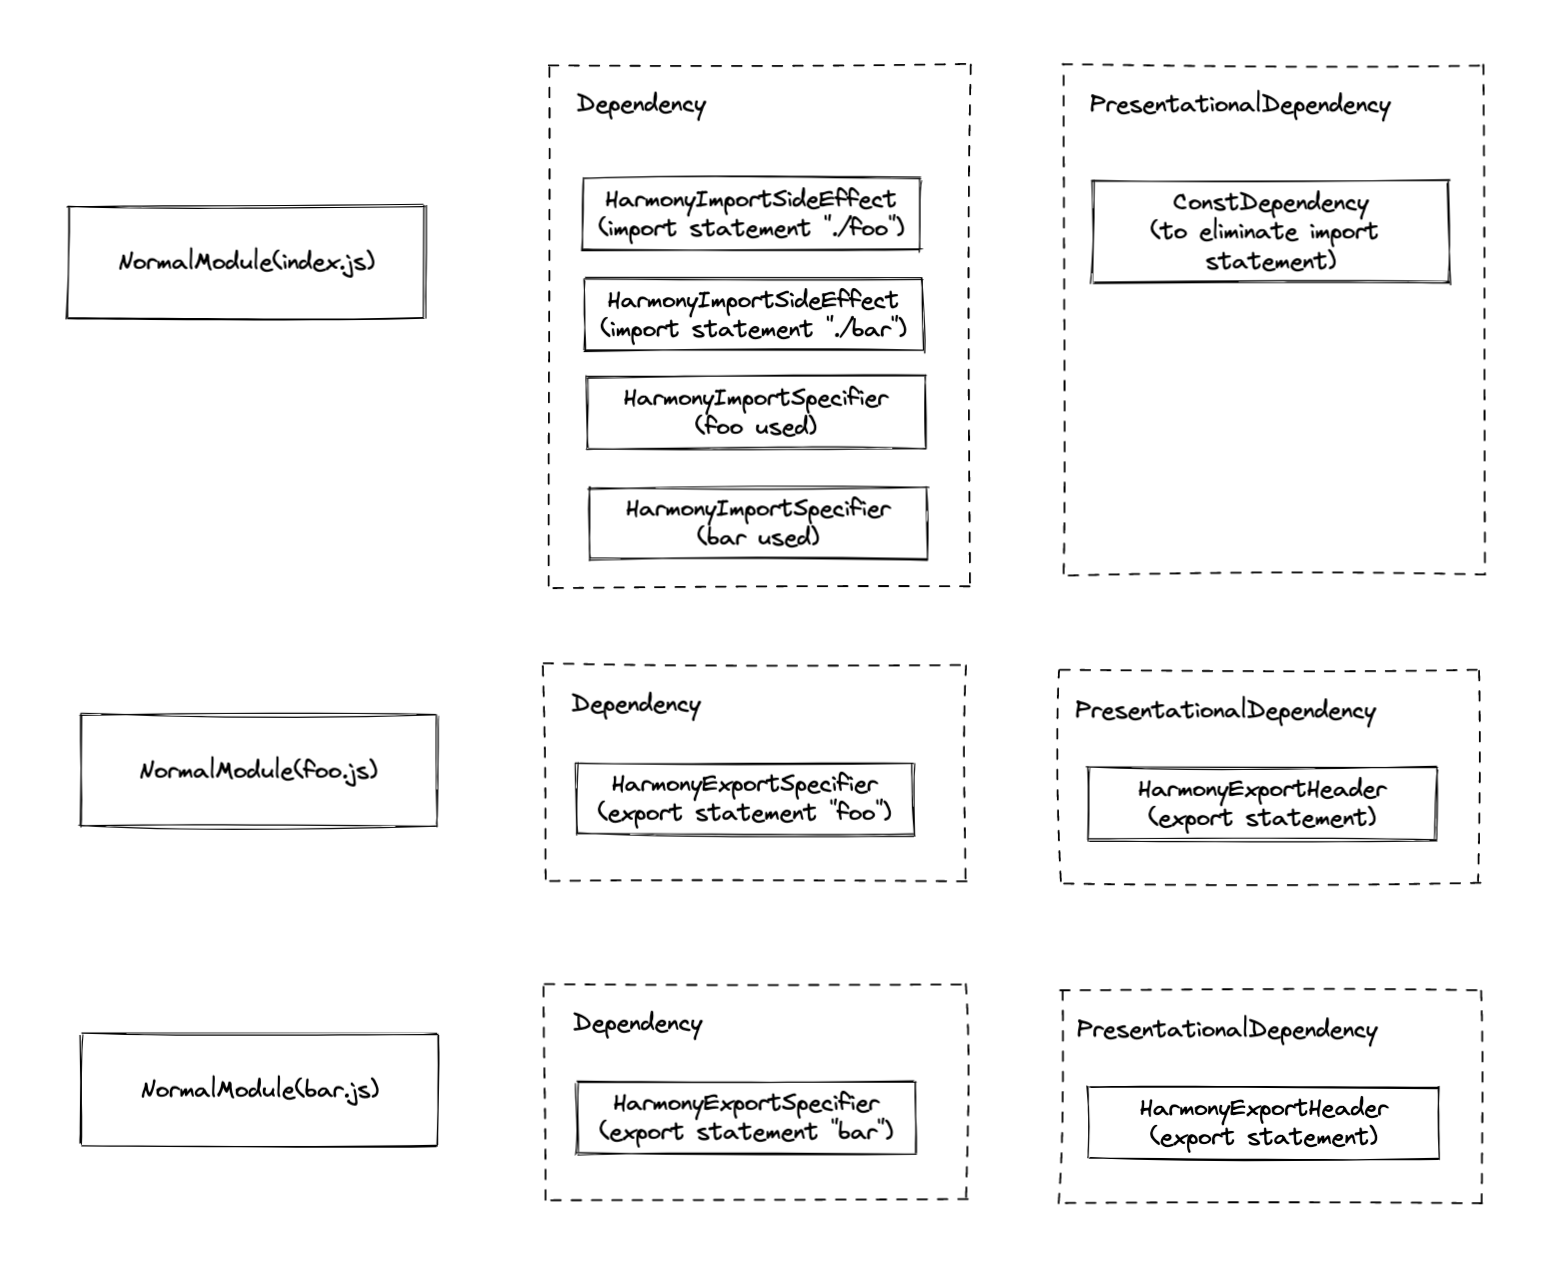 NormalModule(index.js)
Dependency
HarmonyImportSideEffect
(import statement "./foo")
HarmonyImportSideEffect
(import statement "./bar")
HarmonyImportSpecifier
(foo used)
HarmonyImportSpecifier
(bar used)
PresentationalDependency
ConstDependency
(to eliminate import
statement)
NormalModule(foo.js)
Dependency
HarmonyExportSpecifier
(export statement "foo")
PresentationalDependency
HarmonyExportHeader
(export statement)
NormalModule(bar.js)
Dependency
HarmonyExportSpecifier
(export statement "bar")
PresentationalDependency
HarmonyExportHeader
(export statement)